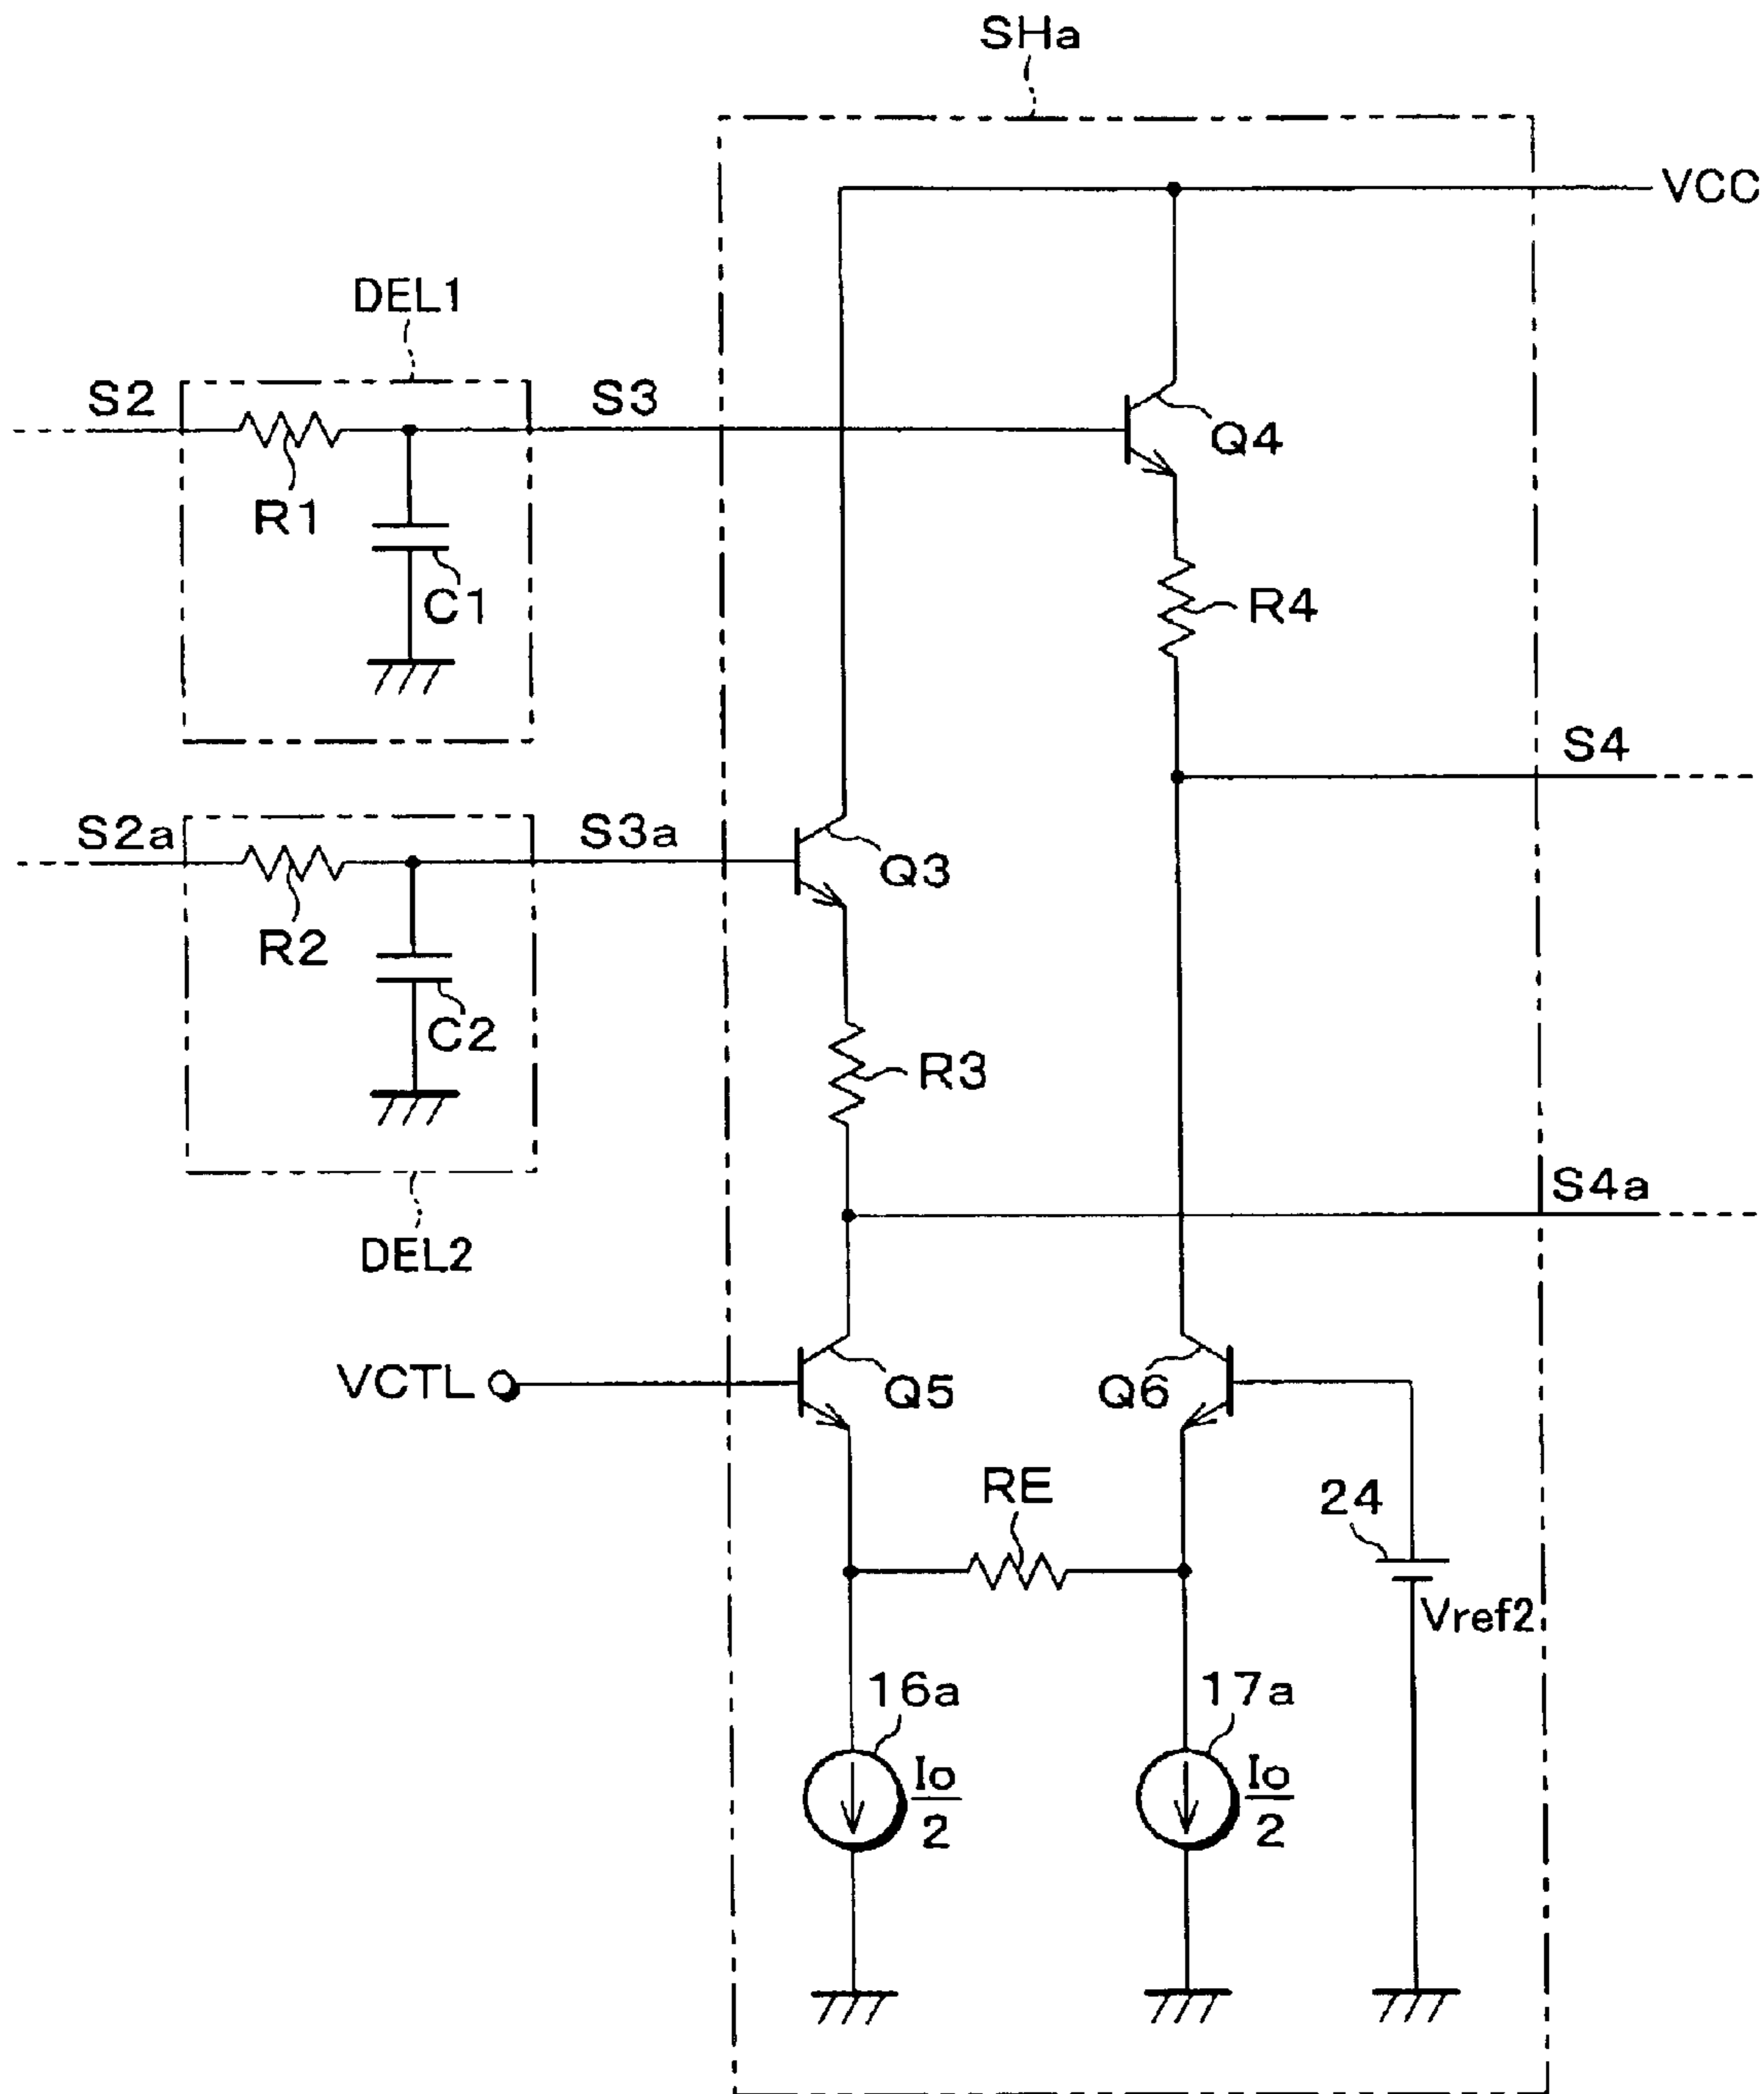 SHa
VCC
DEL1
S2
S3
Q4
R1
C1
R4
S4
S2a
S3a
Q3
R2
C2
R3
S4a
DEL2
VCTL
Q5
Q6
RE
24
Vref2
16a
17a
Io
2
Io
2